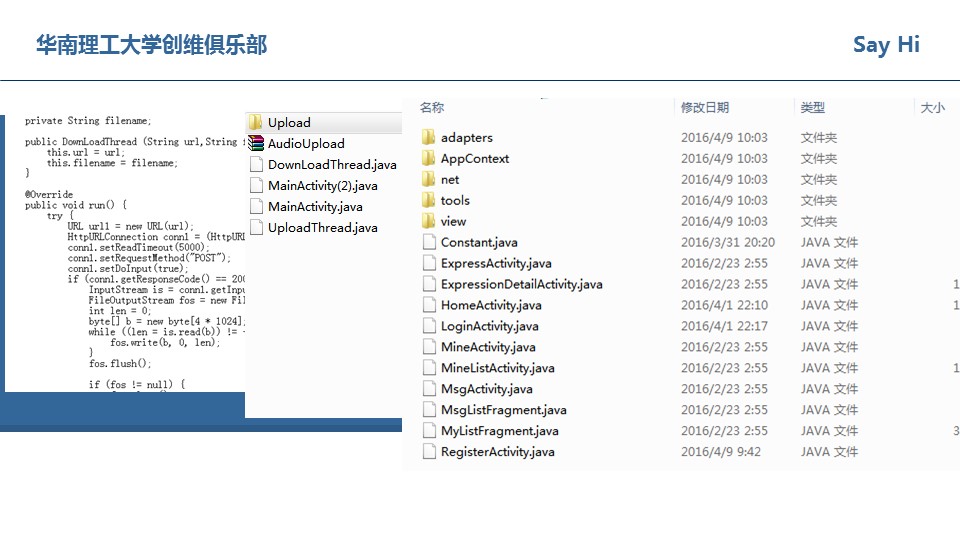 华南理工大学创维俱乐部
Say Hi
private String filename;
public DownLoadThread (String url,String
this.url = url;
this.filename = filename;
}
@Override
public void run() {
try {
URL url1 = new URL(url);
HttpURLConnection conn1 = (HttpURL
conn1.setReadTimeout(5000);
conn1.setRequestMethod("POST");
conn1.setDoInput(true);
if (conn1.getResponseCode() == 200
InputStream is = conn1.getInpu
FileOutputStream fos = new Fil
int len = 0;
byte[] b = new byte[4 * 1024];
while ((len = is.read(b)) !=
fos.write(b, 0, len);
}
fos.flush();
if (fos != null) {
Upload
AudioUpload
DownLoadThread.java
MainActivity(2).java
MainActivity.java
UploadThread.java
名称 修改日期 类型 大小
adapters 2016/4/9 10:03 文件夹
AppContext 2016/4/9 10:03 文件夹
net 2016/4/9 10:03 文件夹
tools 2016/4/9 10:03 文件夹
view 2016/4/9 10:03 文件夹
Constant.java 2016/3/31 20:20 JAVA 文件
ExpressActivity.java 2016/2/23 2:55 JAVA 文件
ExpressionDetailActivity.java 2016/2/23 2:55 JAVA 文件 1
HomeActivity.java 2016/4/1 22:10 JAVA 文件 1
LoginActivity.java 2016/4/1 22:17 JAVA 文件
MineActivity.java 2016/2/23 2:55 JAVA 文件
MineListActivity.java 2016/2/23 2:55 JAVA 文件 1
MsgActivity.java 2016/2/23 2:55 JAVA 文件
MsgListFragment.java 2016/2/23 2:55 JAVA 文件
MyListFragment.java 2016/2/23 2:55 JAVA 文件 3
RegisterActivity.java 2016/4/9 9:42 JAVA 文件